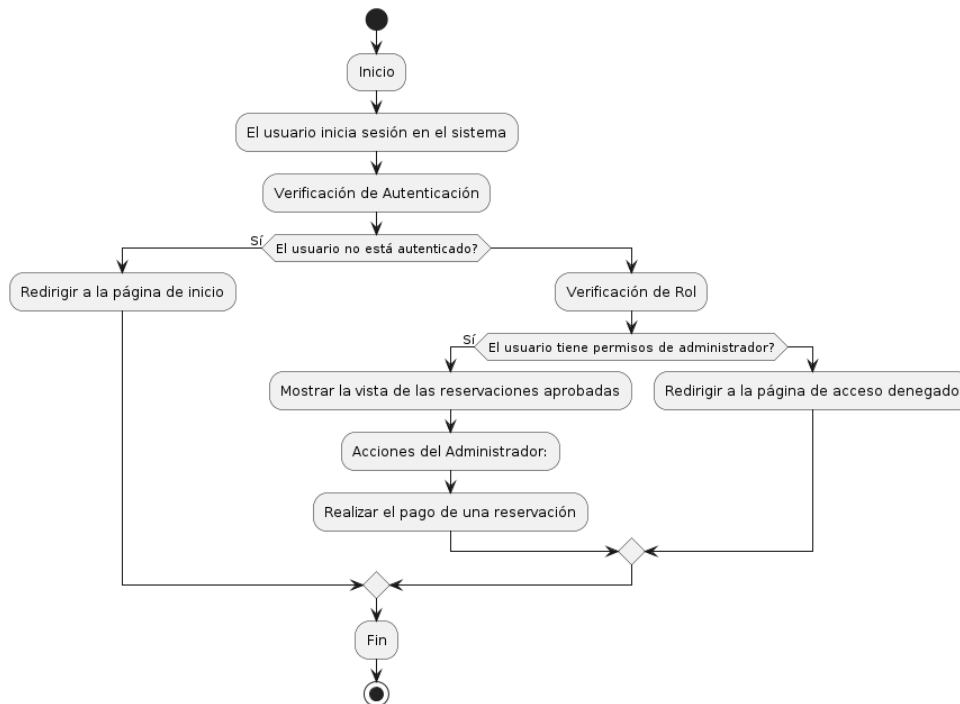 Inicio
El usuario inicia sesión en el sistema
Verificación de Autenticación
Sí
El usuario no está autenticado?
Redirigir a la página de inicio
Verificación de Rol
Sí
El usuario tiene permisos de administrador?
Mostrar la vista de las reservaciones aprobadas
Redirigir a la página de acceso denegado
Acciones del Administrador:
Realizar el pago de una reservación
Fin